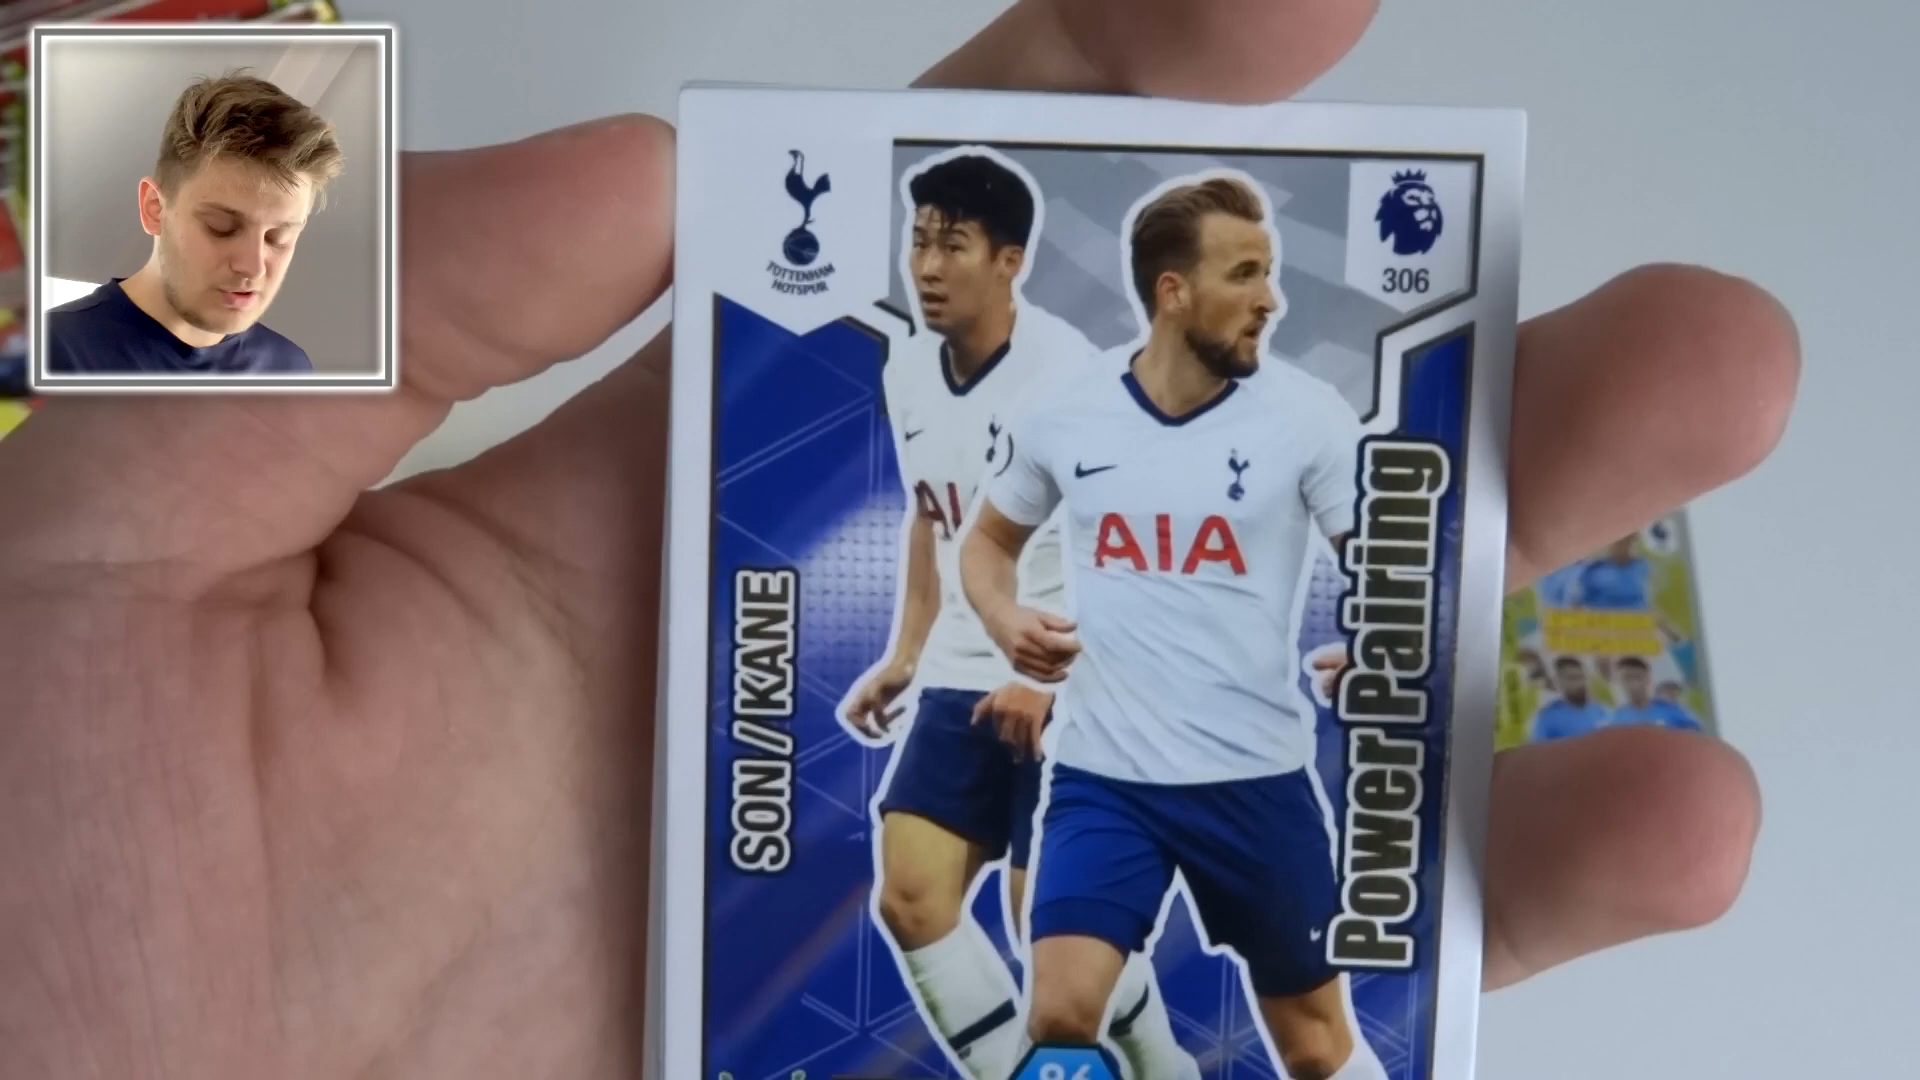 TOTTENHAM
HOTSPUR
306
AIA
AIA
SON//KANE
Power Pairing